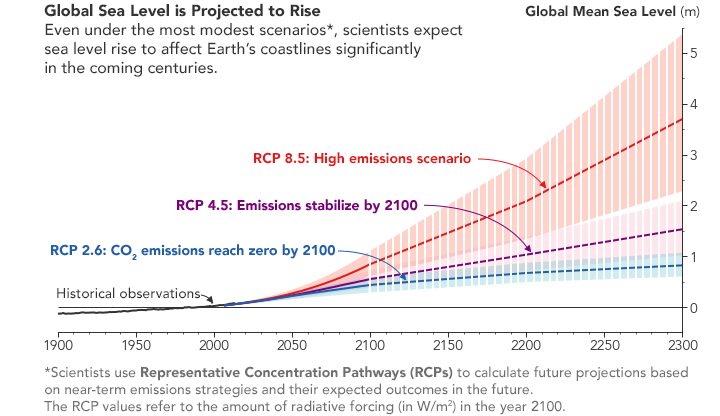 Global Sea Level is Projected to Rise
Even under the most modest scenarios*, scientists expect
sea level rise to affect Earth's coastlines significantly
in the coming centuries.
Global Mean Sea Level (m)
5
4
3
2
1
0
RCP 8.5: High emissions scenario
RCP 4.5: Emissions stabilize by 2100
RCP 2.6: CO₂ emissions reach zero by 2100
Historical observations
1900 1950 2000 2050 2100 2150 2200 2250 2300
*Scientists use Representative Concentration Pathways (RCPs) to calculate future projections based
on near-term emissions strategies and their expected outcomes in the future.
The RCP values refer to the amount of radiative forcing (in W/m²) in the year 2100.